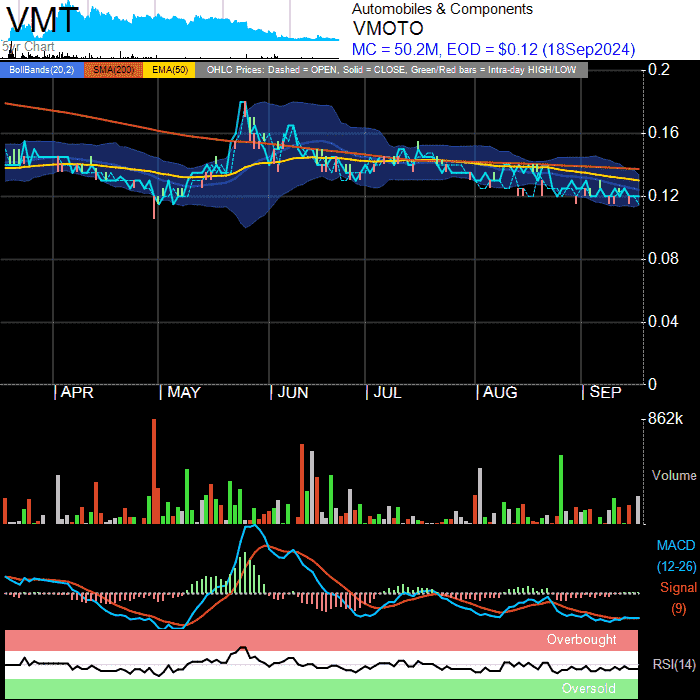 VMT
5yr Chart
Automobiles & Components
VMOTO
MC = 50.2M, EOD = $0.12 (18Sep2024)
BollBands(20,2) SMA(200) EMA(50) OHLC Prices: Dashed = OPEN, Solid = CLOSE, Green/Red bars = Intra-day HIGH/LOW
0.2
0.16
0.12
0.08
0.04
0
APR MAY JUN JUL AUG SEP
862k
Volume
MACD
(12-26)
Signal
(9)
Overbought
RSI(14)
Oversold